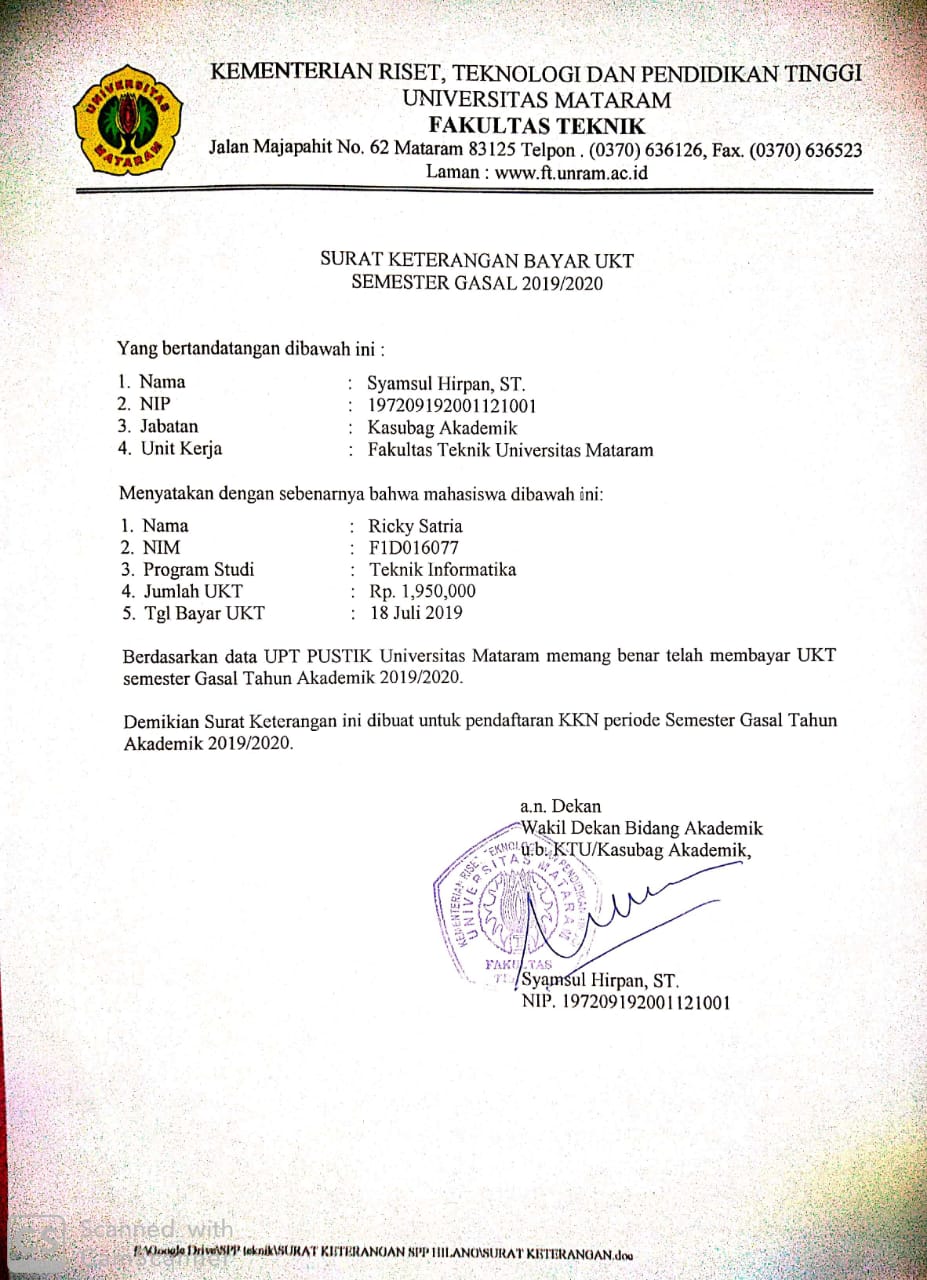 KEMENTERIAN RISET, TEKNOLOGI DAN PENDIDIKAN TINGGI
UNIVERSITAS MATARAM
FAKULTAS TEKNIK
Jalan Majapahit No. 62 Mataram 83125 Telpon . (0370) 636126, Fax. (0370) 636523
Laman : www.ft.unram.ac.id
UNIVERSITAS
MATARAM
SURAT KETERANGAN BAYAR UKT
SEMESTER GASAL 2019/2020
Yang bertandatangan dibawah ini :
1. Nama : Syamsul Hirpan, ST.
2. NIP : 197209192001121001
3. Jabatan : Kasubag Akademik
4. Unit Kerja : Fakultas Teknik Universitas Mataram
Menyatakan dengan sebenarnya bahwa mahasiswa dibawah ini:
1. Nama : Ricky Satria
2. NIM : F1D016077
3. Program Studi : Teknik Informatika
4. Jumlah UKT : Rp. 1,950,000
5. Tgl Bayar UKT : 18 Juli 2019
Berdasarkan data UPT PUSTIK Universitas Mataram memang benar telah membayar UKT
semester Gasal Tahun Akademik 2019/2020.
Demikian Surat Keterangan ini dibuat untuk pendaftaran KKN periode Semester Gasal Tahun
Akademik 2019/2020.
a.n. Dekan
Wakil Dekan Bidang Akademik
u.b. KTU/Kasubag Akademik,
KEMENTERIAN RISET, TEKNOLOGI PENDIDIKAN
UNIVERSITAS MATARAM
FAKULTAS
Syamsul Hirpan, ST.
NIP. 197209192001121001
CS Scanned with
CamScanner
E:\Google Drive\SPP teknik\SURAT KETERANGAN SPP HILANG\SURAT KETERANGAN.doc